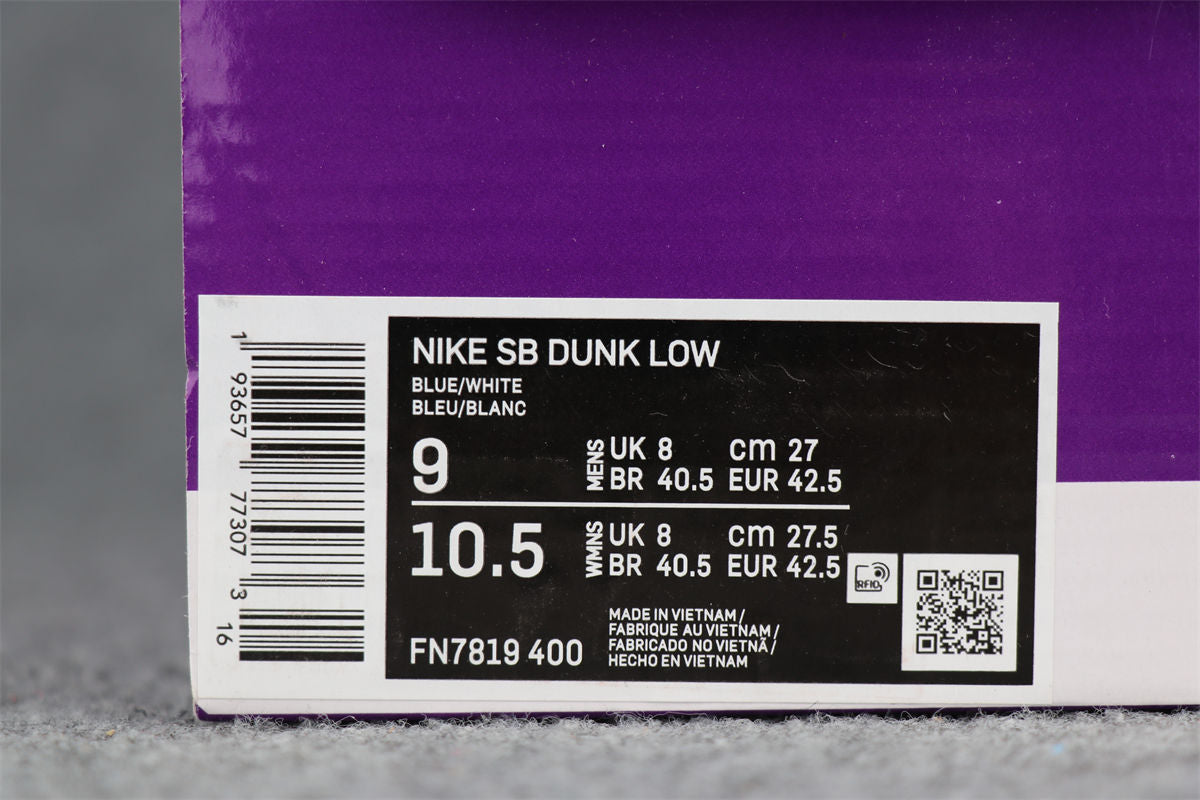 NIKE SB DUNK LOW
BLUE/WHITE
BLEU/BLANC
9
MENS
UK 8 cm 27
BR 40.5 EUR 42.5
10.5
WMNS
UK 8 cm 27.5
BR 40.5 EUR 42.5
RFID
FN7819 400
MADE IN VIETNAM /
FABRIQUE AU VIETNAM /
FABRICADO NO VIETNÃ /
HECHO EN VIETNAM
1 93657 77307 3
16